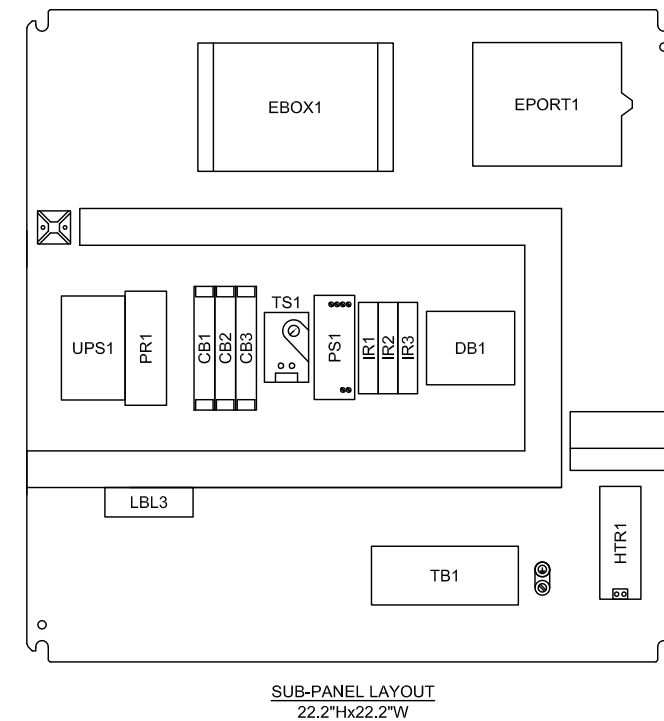 EBOX1
EPORT1
TS1
UPS1
PR1
CB1
CB2
CB3
PS1
IR1
IR2
IR3
DB1
LBL3
TB1
HTR1
SUB-PANEL LAYOUT
22.2"Hx22.2"W